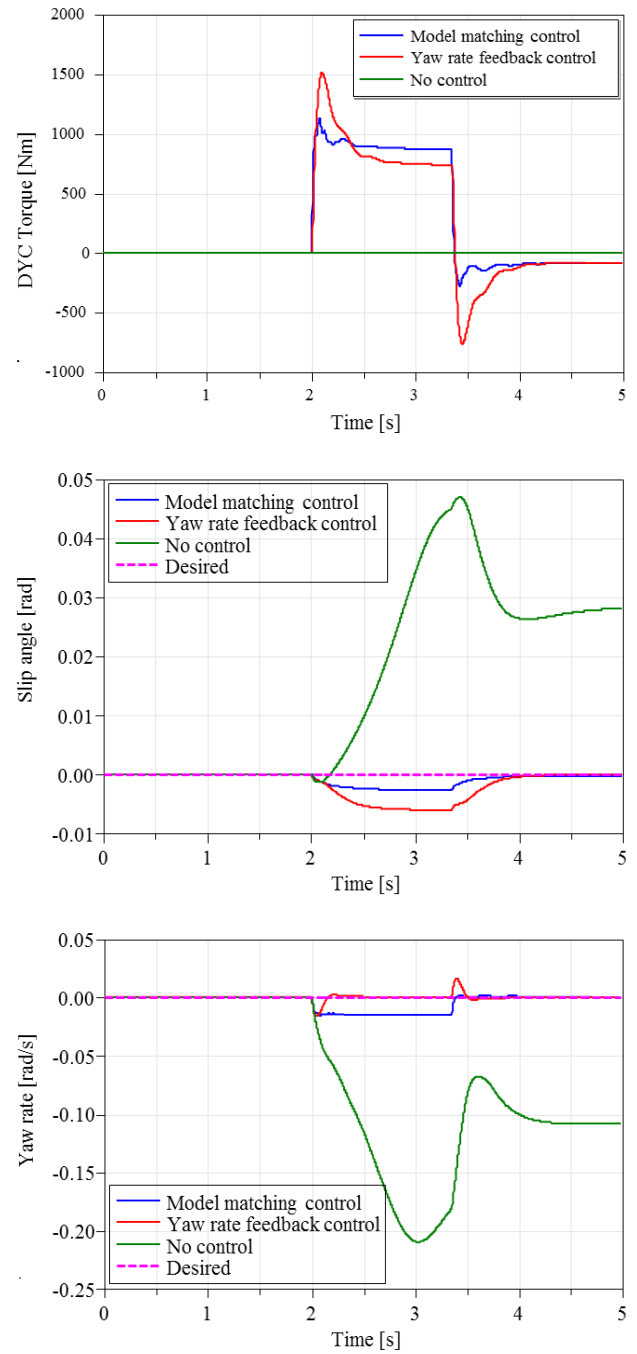 2000
1500
1000
500
0
-500
-1000
DYC Torque [Nm]
Model matching control
Yaw rate feedback control
No control
0 1 2 3 4 5
Time [s]
0.05
0.04
0.03
0.02
0.01
0.00
-0.01
Slip angle [rad]
Model matching control
Yaw rate feedback control
No control
Desired
0 1 2 3 4 5
Time [s]
0.05
0.00
-0.05
-0.10
-0.15
-0.20
-0.25
Yaw rate [rad/s]
Model matching control
Yaw rate feedback control
No control
Desired
0 1 2 3 4 5
Time [s]